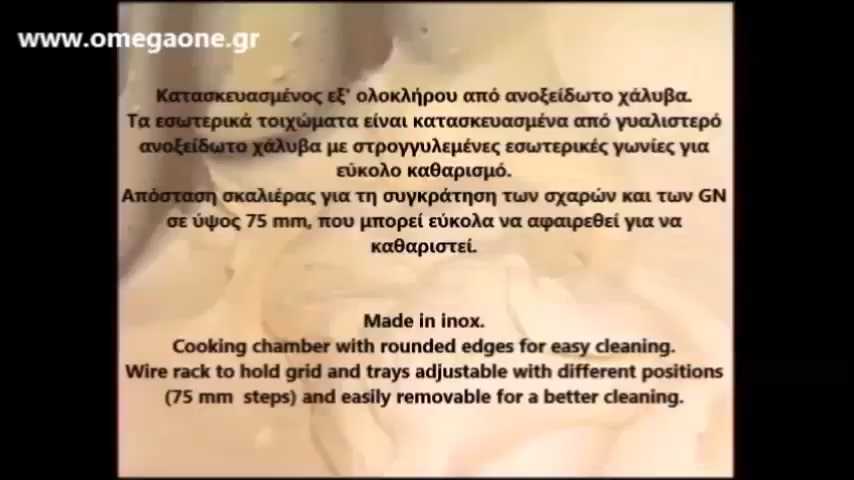 www.omegaone.gr
Κατασκευασμένος εξ' ολοκλήρου από ανοξείδωτο χάλυβα.
Τα εσωτερικά τοιχώματα είναι κατασκευασμένα από γυαλιστερό
ανοξείδωτο χάλυβα με στρογγυλεμένες εσωτερικές γωνίες για
εύκολο καθαρισμό.
Απόσταση σκαλιέρας για τη συγκράτηση των σχαρών και των GN
σε ύψος 75 mm, που μπορεί εύκολα να αφαιρεθεί για να
καθαριστεί.
Made in inox.
Cooking chamber with rounded edges for easy cleaning.
Wire rack to hold grid and trays adjustable with different positions
(75 mm steps) and easily removable for a better cleaning.